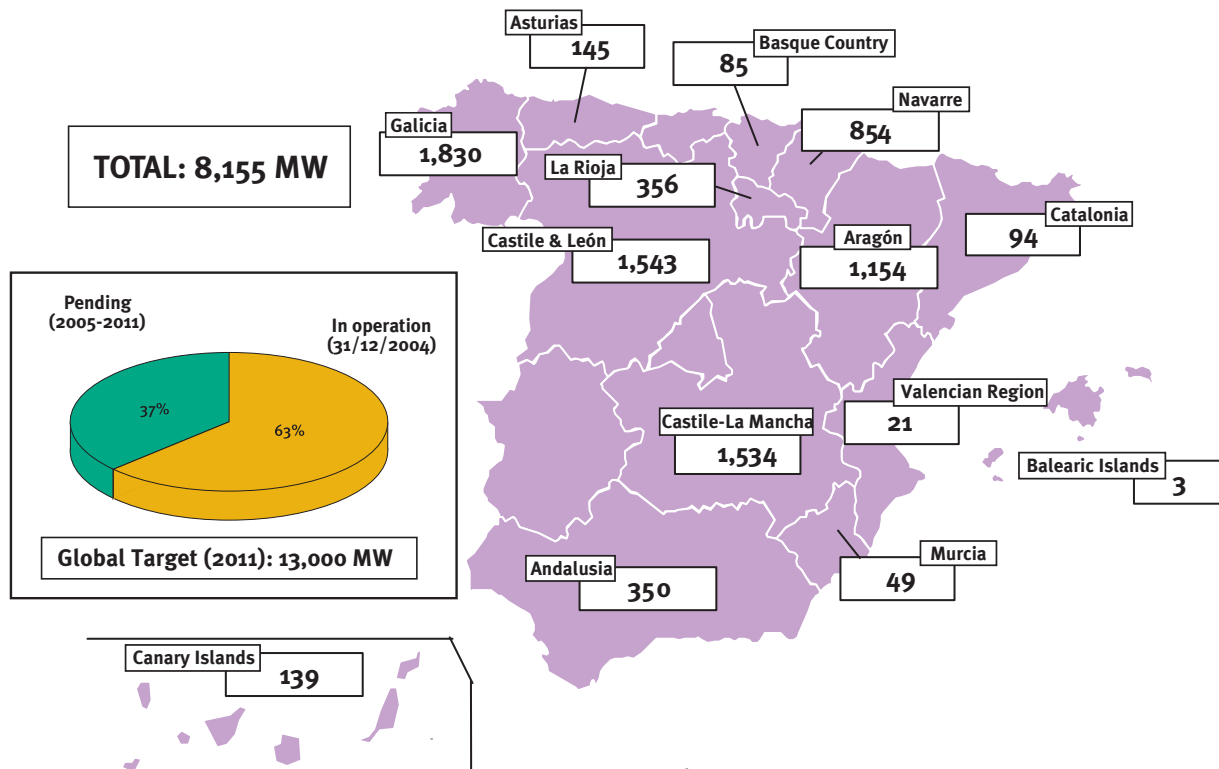 Asturias
145
Basque Country
85
Navarre
854
Galicia
1,830
TOTAL: 8,155 MW
La Rioja
356
Catalonia
94
Castile & León
1,543
Aragón
1,154
Pending
(2005-2011)
In operation
(31/12/2004)
37%
63%
Global Target (2011): 13,000 MW
Valencian Region
21
Castile-La Mancha
1,534
Balearic Islands
3
Murcia
49
Andalusia
350
Canary Islands
139